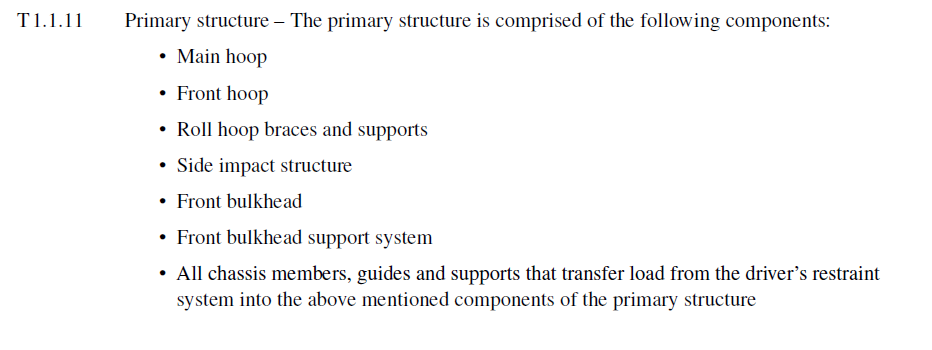 T 1.1.11 Primary structure – The primary structure is comprised of the following components:
• Main hoop
• Front hoop
• Roll hoop braces and supports
• Side impact structure
• Front bulkhead
• Front bulkhead support system
• All chassis members, guides and supports that transfer load from the driver’s restraint
system into the above mentioned components of the primary structure